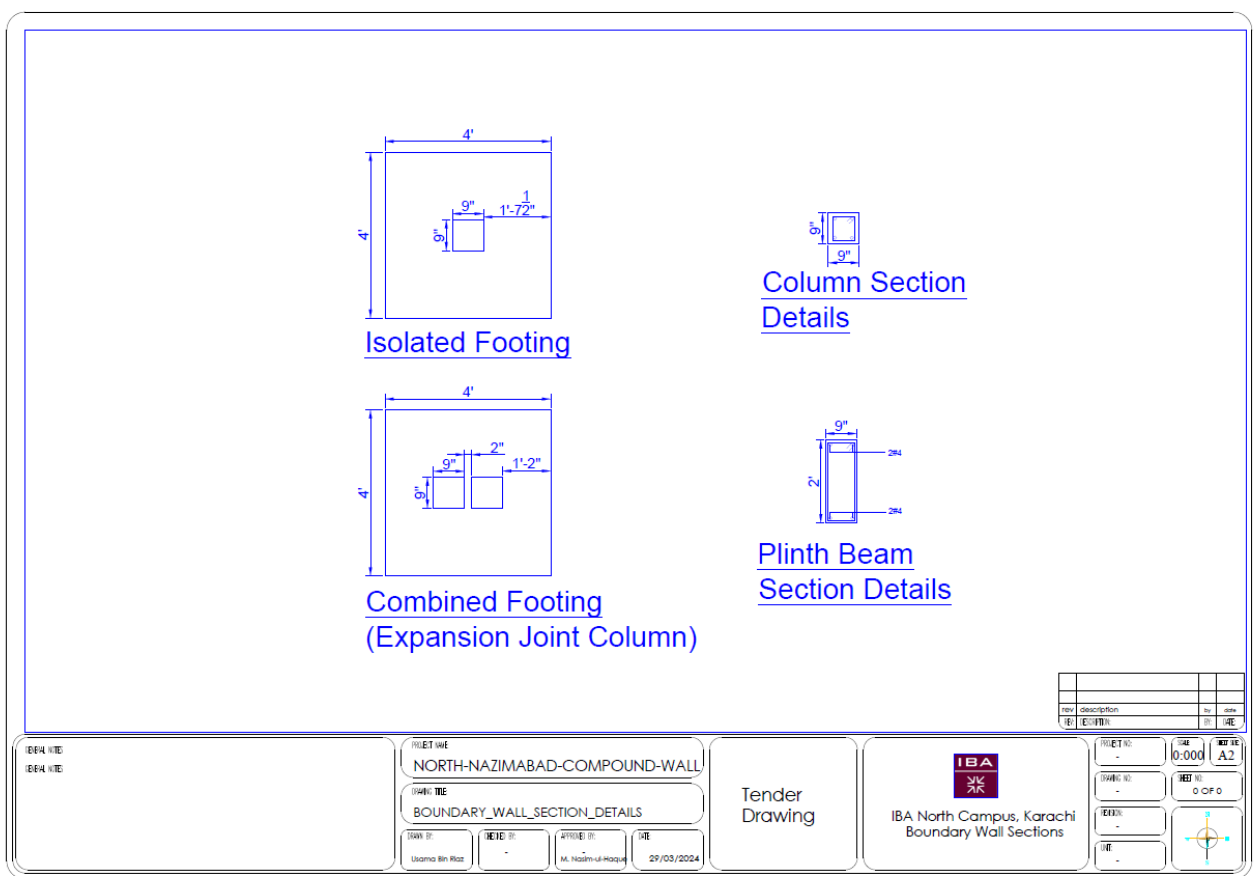 4'
4'
9"
9"
1'-7 1/2"
Isolated Footing
9"
9"
Column Section
Details
4'
4'
2"
9"
1'-2"
9"
Combined Footing
(Expansion Joint Column)
9"
2'
2#4
2#4
Plinth Beam
Section Details
rev description by date
REV: DESCRIPTION: BY: DATE:
GENERAL NOTES
GENERAL NOTES
PROJECT NAME
NORTH-NAZIMABAD-COMPOUND-WALL
DRAWING TITLE
BOUNDARY_WALL_SECTION_DETAILS
DRAWN BY:
Usama Bin Riaz
CHECKED BY:
-
APPROVED BY:
-
M. Nasim-ul-Haque
DATE
29/03/2024
Tender
Drawing
IBA
IBA North Campus, Karachi
Boundary Wall Sections
PROJECT NO:
-
SCALE
0:000
SHEET SIZE
A2
DRAWING NO:
-
SHEET NO:
0 OF 0
REVISION:
-
UNIT:
-